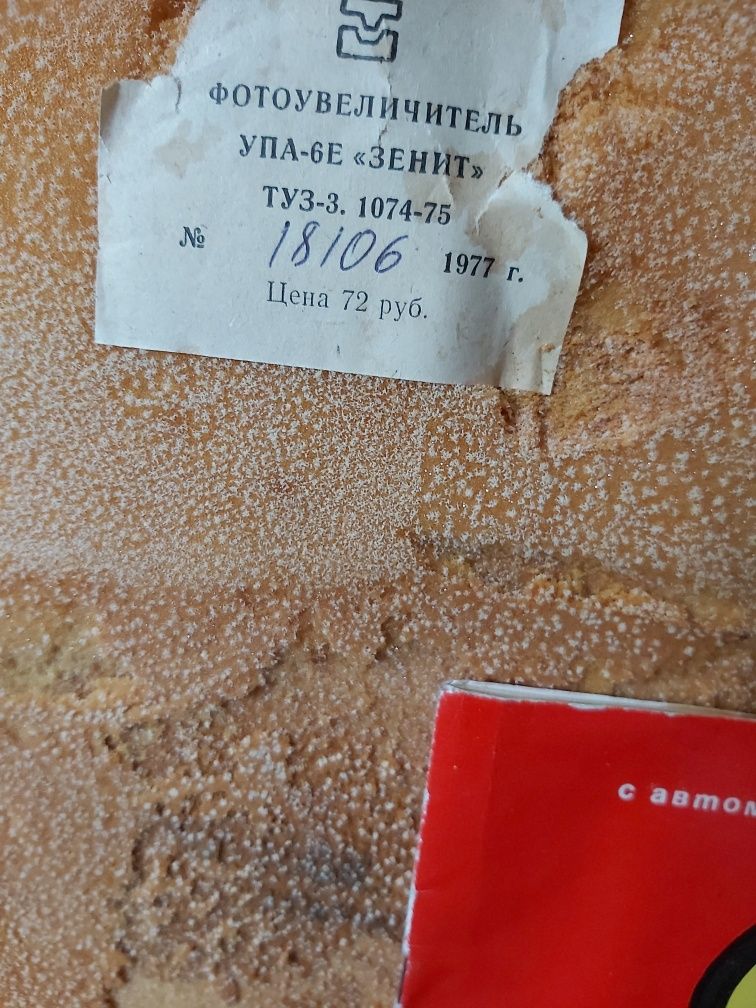 ФОТОУВЕЛИЧИТЕЛЬ
УПА-6Е «ЗЕНИТ»
ТУЗ-3. 1074-75
№ 18106 1977 г.
Цена 72 руб.
с автом